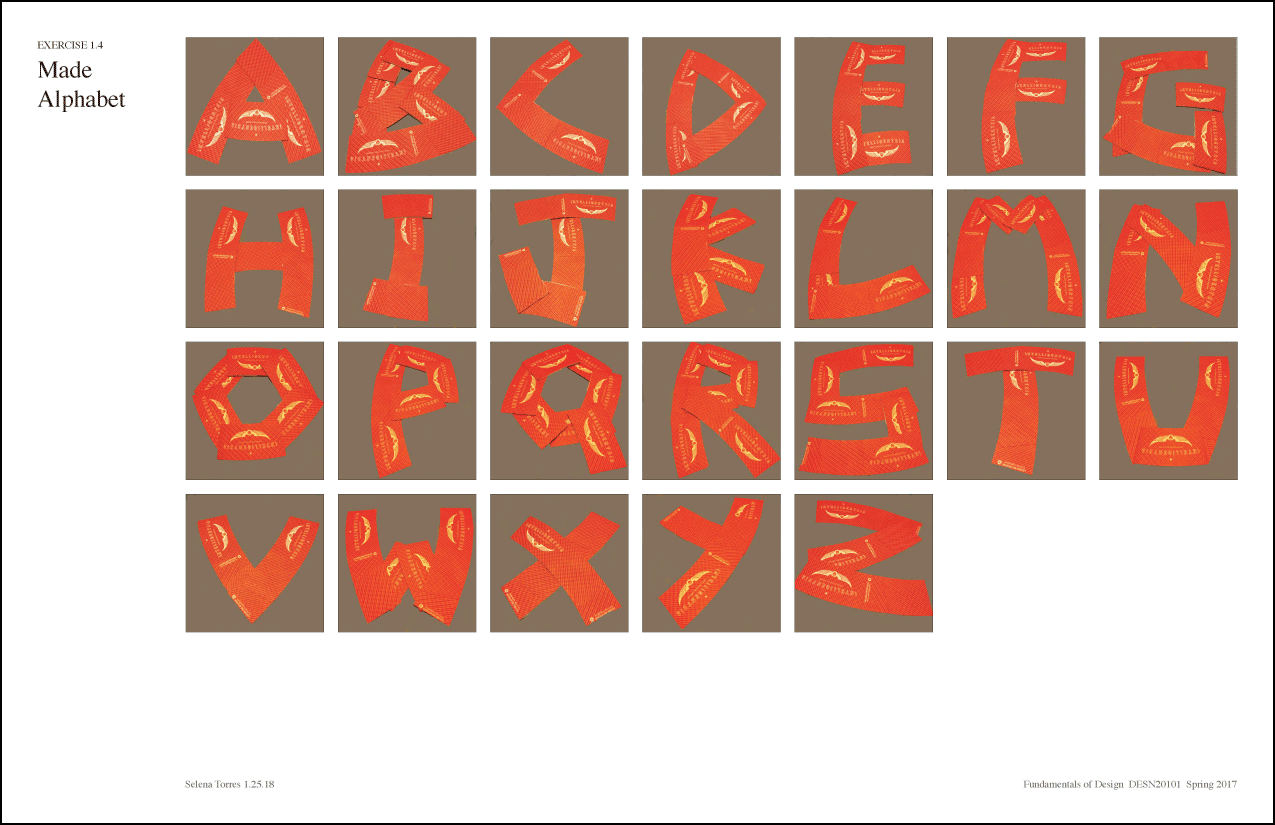 EXERCISE 1.4
Made
Alphabet
A B C D E F G
H I J K L M N
O P Q R S T U
V W X Y Z
Selena Torres 1.25.18
Fundamentals of Design DESN20101 Spring 2017